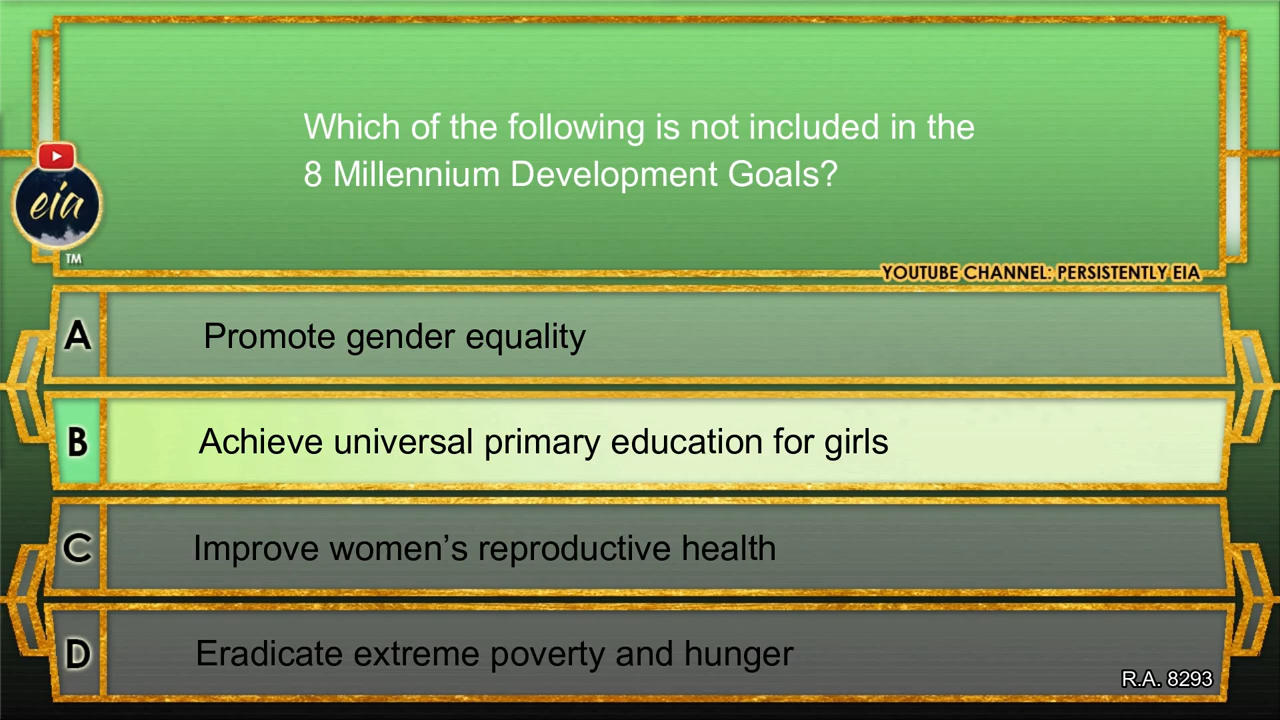 Which of the following is not included in the
8 Millennium Development Goals?
eia
TM
YOUTUBE CHANNEL: PERSISTENTLY EIA
A Promote gender equality
B Achieve universal primary education for girls
C Improve women’s reproductive health
D Eradicate extreme poverty and hunger
R.A. 8293